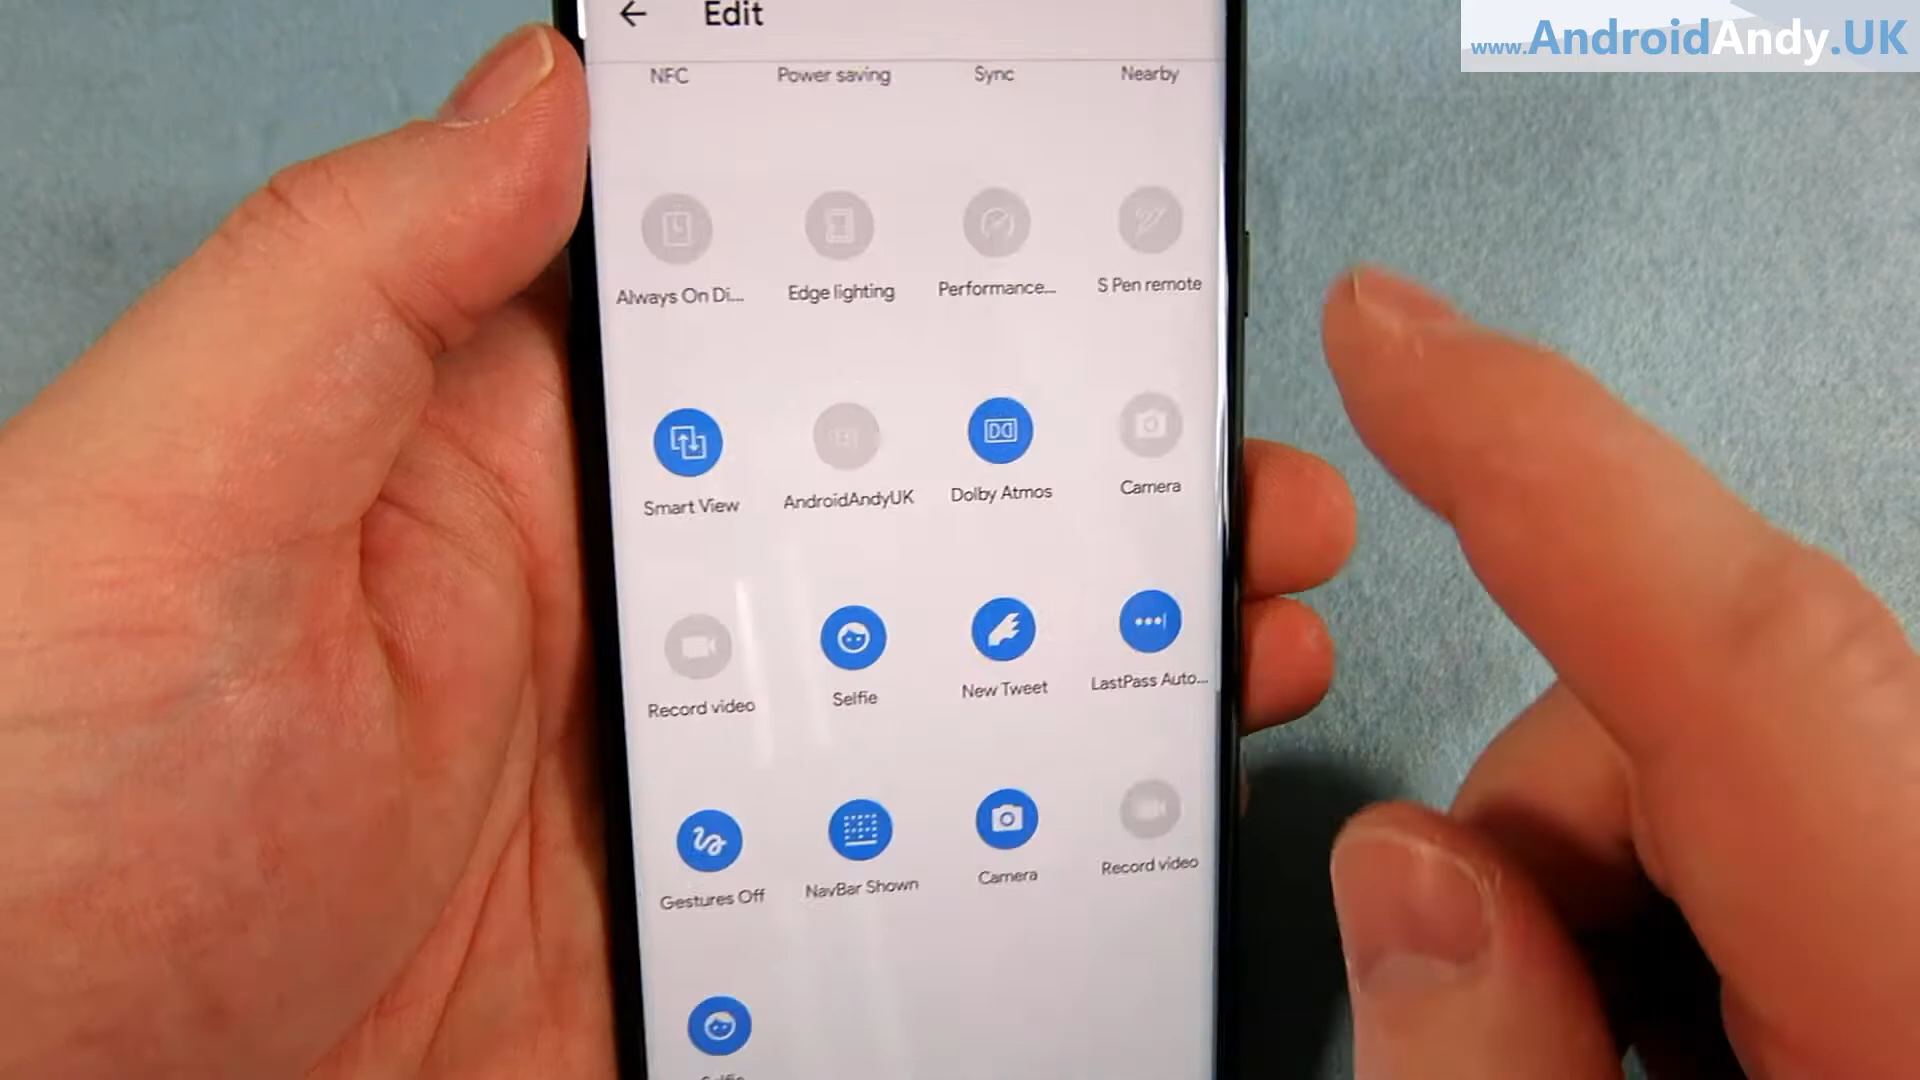 Edit
www.AndroidAndy.UK
NFC Power saving Sync Nearby
Always On Di... Edge lighting Performance... S Pen remote
Smart View AndroidAndyUK Dolby Atmos Camera
Record video Selfie New Tweet LastPass Auto...
Gestures Off NavBar Shown Camera Record video
Selfie